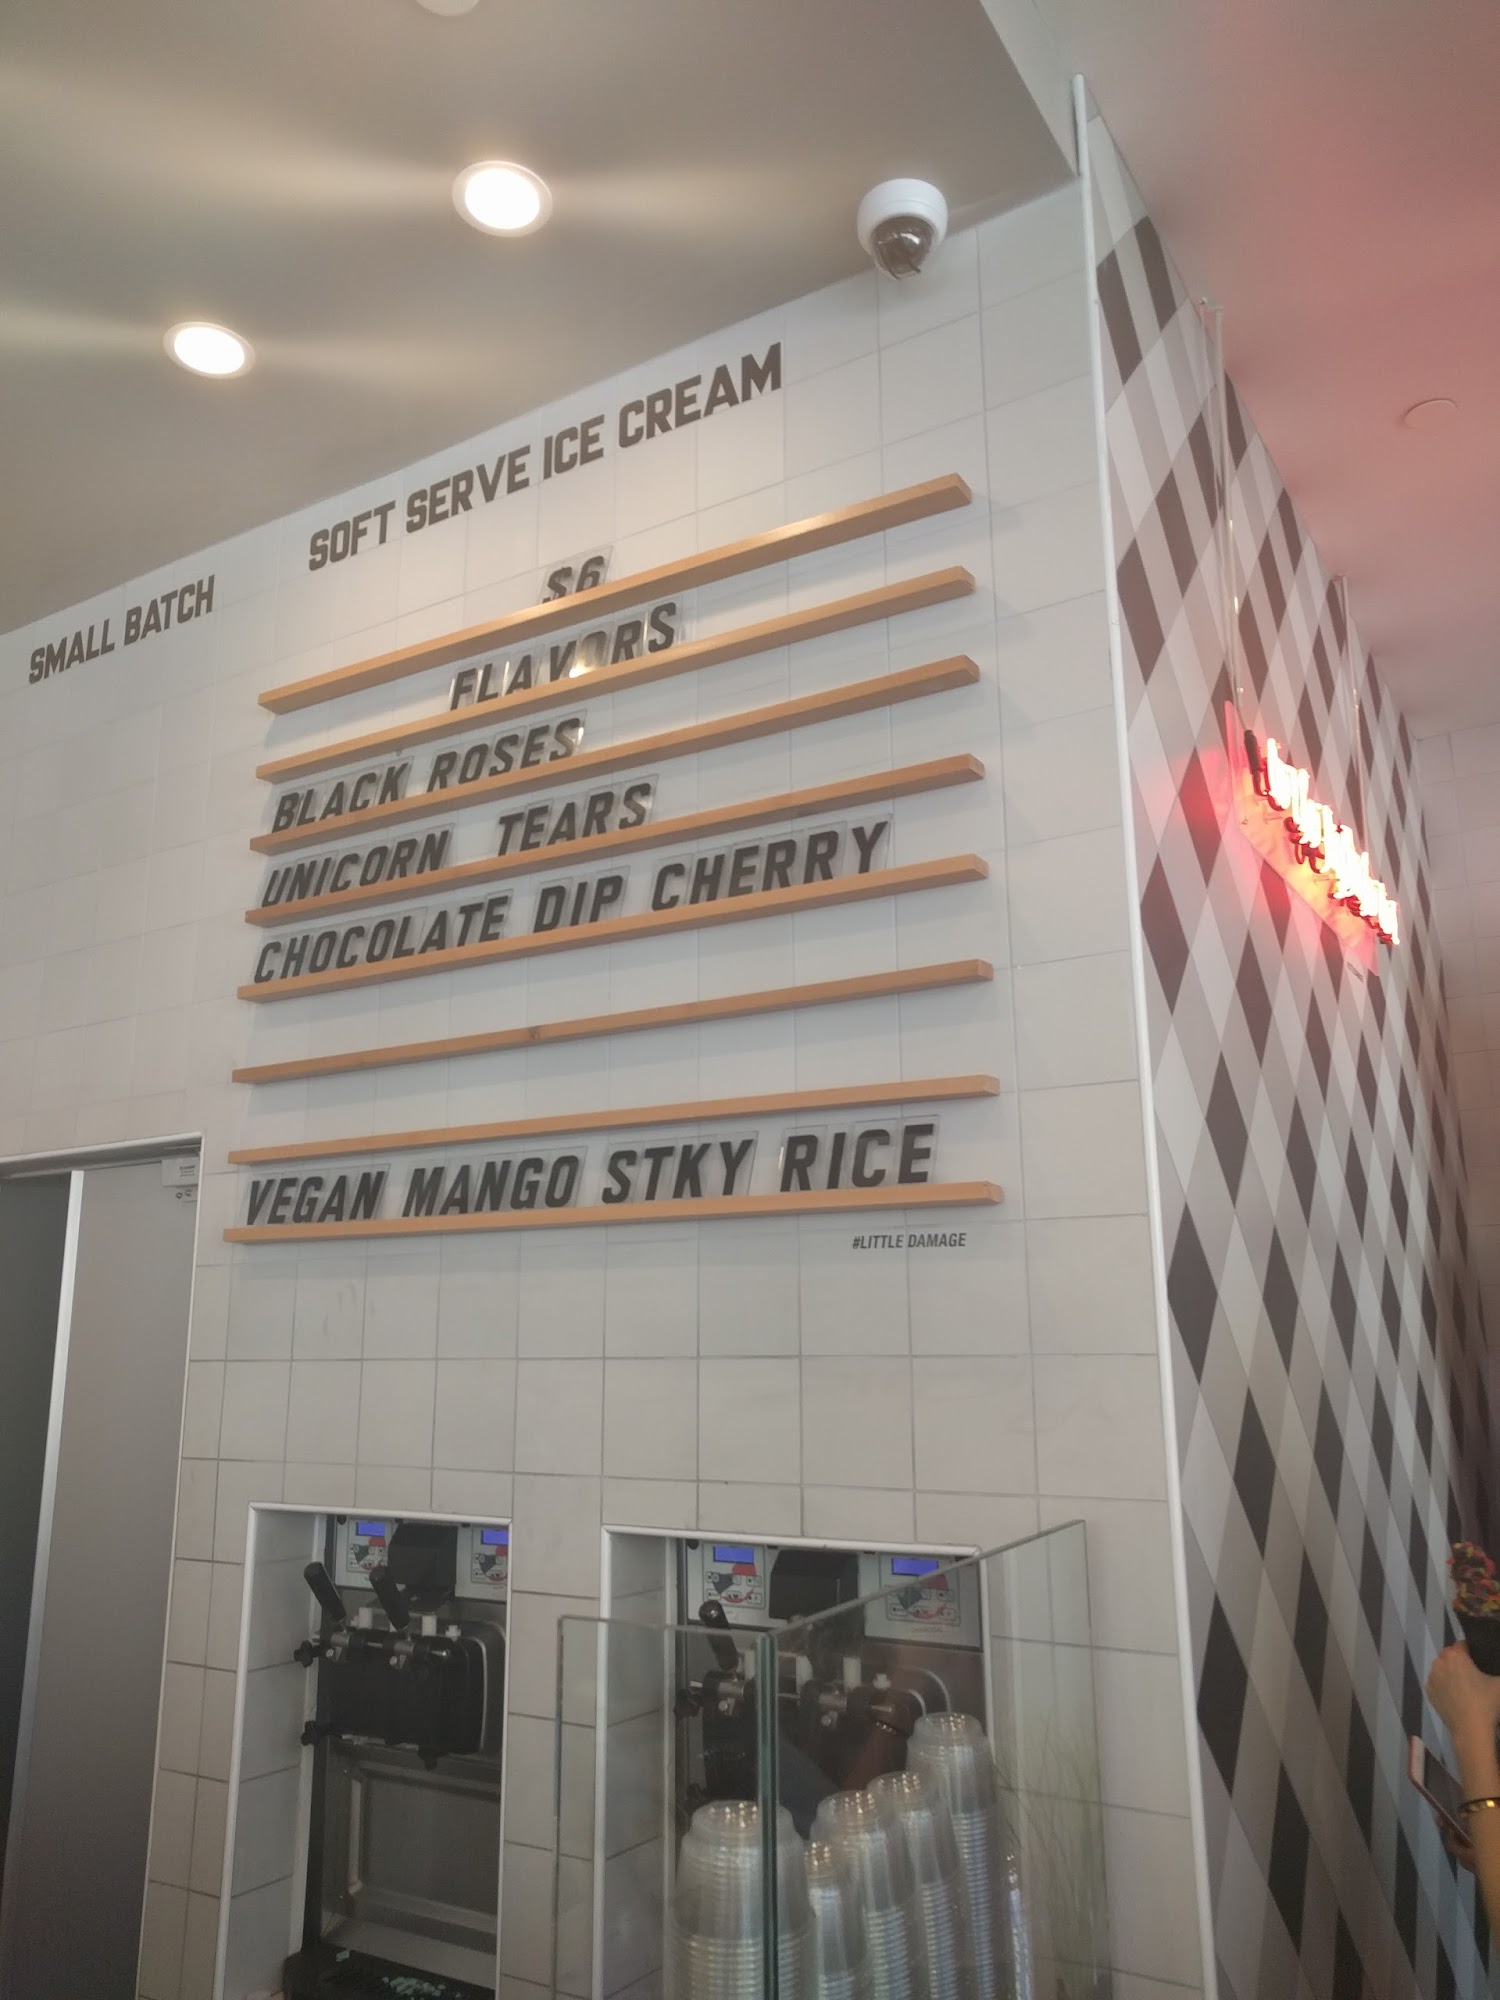 SMALL BATCH
SOFT SERVE ICE CREAM
$6
FLAVORS
BLACK ROSES
UNICORN TEARS
CHOCOLATE DIP CHERRY
VEGAN MANGO STKY RICE
#LITTLE DAMAGE